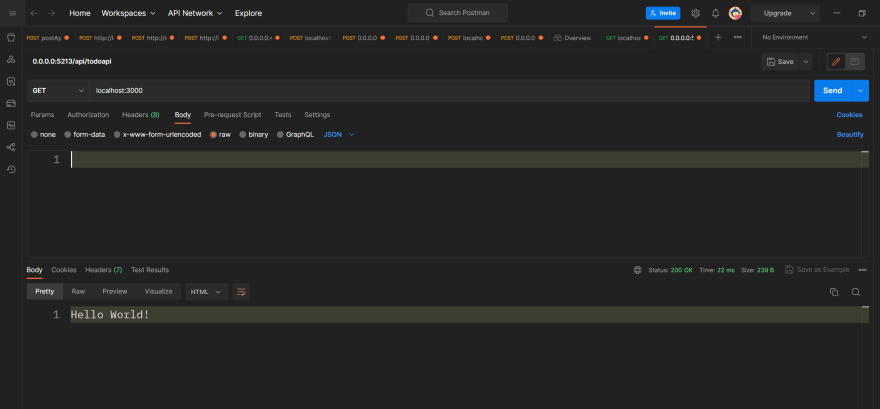 Home Workspaces API Network Explore Search Postman Invite Upgrade
POST postA POST http:// POST http:// POST http:// GET 0.0.0.0: POST localhos POST 0.0.0.0 POST 0.0.0.0 POST localhc POST 0.0.0.0 Overview GET localhos GET 0.0.0.0:5 No Environment
0.0.0.0:5213/api/todoapi Save
GET localhost:3000 Send
Params Authorization Headers (8) Body Pre-request Script Tests Settings Cookies
none form-data x-www-form-urlencoded raw binary GraphQL JSON Beautify
1
Body Cookies Headers (7) Test Results Status: 200 OK Time: 22 ms Size: 239 B Save as Example
Pretty Raw Preview Visualize HTML
1 Hello World!